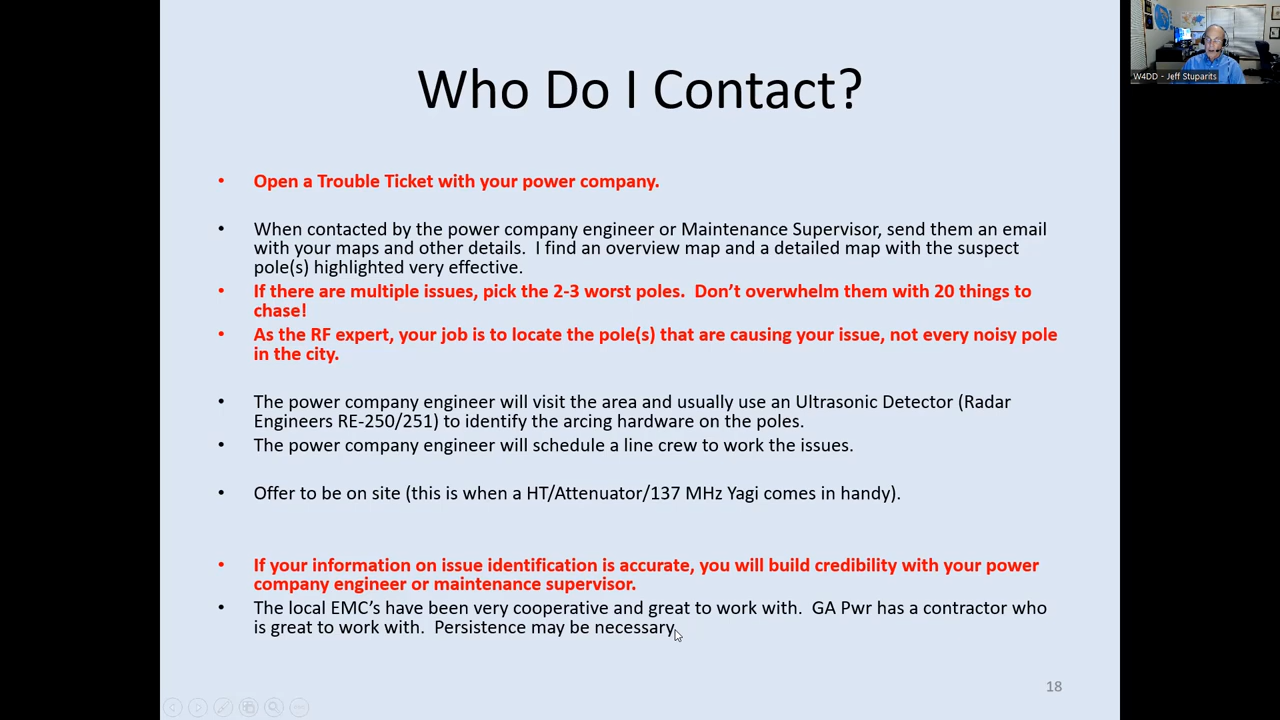 Who Do I Contact?
W4DD - Jeff Stuparits
• Open a Trouble Ticket with your power company.
• When contacted by the power company engineer or Maintenance Supervisor, send them an email
with your maps and other details.  I find an overview map and a detailed map with the suspect
pole(s) highlighted very effective.
• If there are multiple issues, pick the 2-3 worst poles.  Don’t overwhelm them with 20 things to
chase!
• As the RF expert, your job is to locate the pole(s) that are causing your issue, not every noisy pole
in the city.
• The power company engineer will visit the area and usually use an Ultrasonic Detector (Radar
Engineers RE-250/251) to identify the arcing hardware on the poles.
• The power company engineer will schedule a line crew to work the issues.
• Offer to be on site (this is when a HT/Attenuator/137 MHz Yagi comes in handy).
• If your information on issue identification is accurate, you will build credibility with your power
company engineer or maintenance supervisor.
• The local EMC’s have been very cooperative and great to work with.  GA Pwr has a contractor who
is great to work with.  Persistence may be necessary.
18